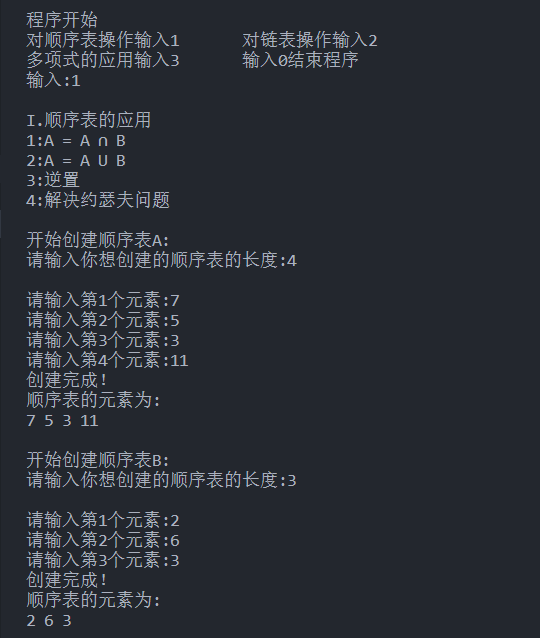 程序开始
对顺序表操作输入1 对链表操作输入2
多项式的应用输入3 输入0结束程序
输入:1
I.顺序表的应用
1:A = A ∩ B
2:A = A U B
3:逆置
4:解决约瑟夫问题
开始创建顺序表A:
请输入你想创建的顺序表的长度:4
请输入第1个元素:7
请输入第2个元素:5
请输入第3个元素:3
请输入第4个元素:11
创建完成!
顺序表的元素为:
7 5 3 11
开始创建顺序表B:
请输入你想创建的顺序表的长度:3
请输入第1个元素:2
请输入第2个元素:6
请输入第3个元素:3
创建完成!
顺序表的元素为:
2 6 3